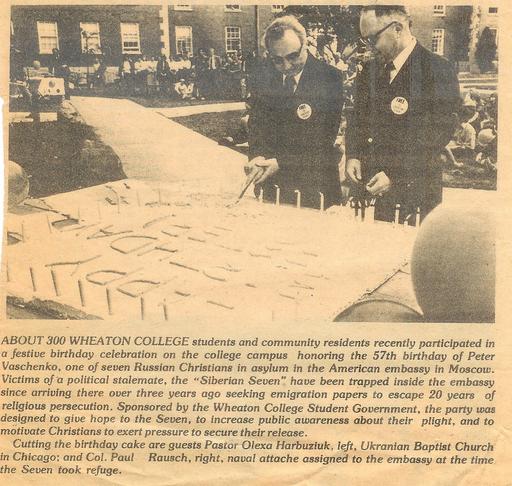 ABOUT 300 WHEATON COLLEGE students and community residents recently participated in
a festive birthday celebration on the college campus honoring the 57th birthday of Peter
Vaschenko, one of seven Russian Christians in asylum in the American embassy in Moscow.
Victims of a political stalemate, the "Siberian Seven" have been trapped inside the embassy
since arriving there over three years ago seeking emigration papers to escape 20 years of
religious persecution. Sponsored by the Wheaton College Student Government, the party was
designed to give hope to the Seven, to increase public awareness about their plight, and to
motivate Christians to exert pressure to secure their release.
Cutting the birthday cake are guests Pastor Olexa Harbuziuk, left, Ukranian Baptist Church
in Chicago; and Col. Paul Rausch, right, naval attache assigned to the embassy at the time
the Seven took refuge.